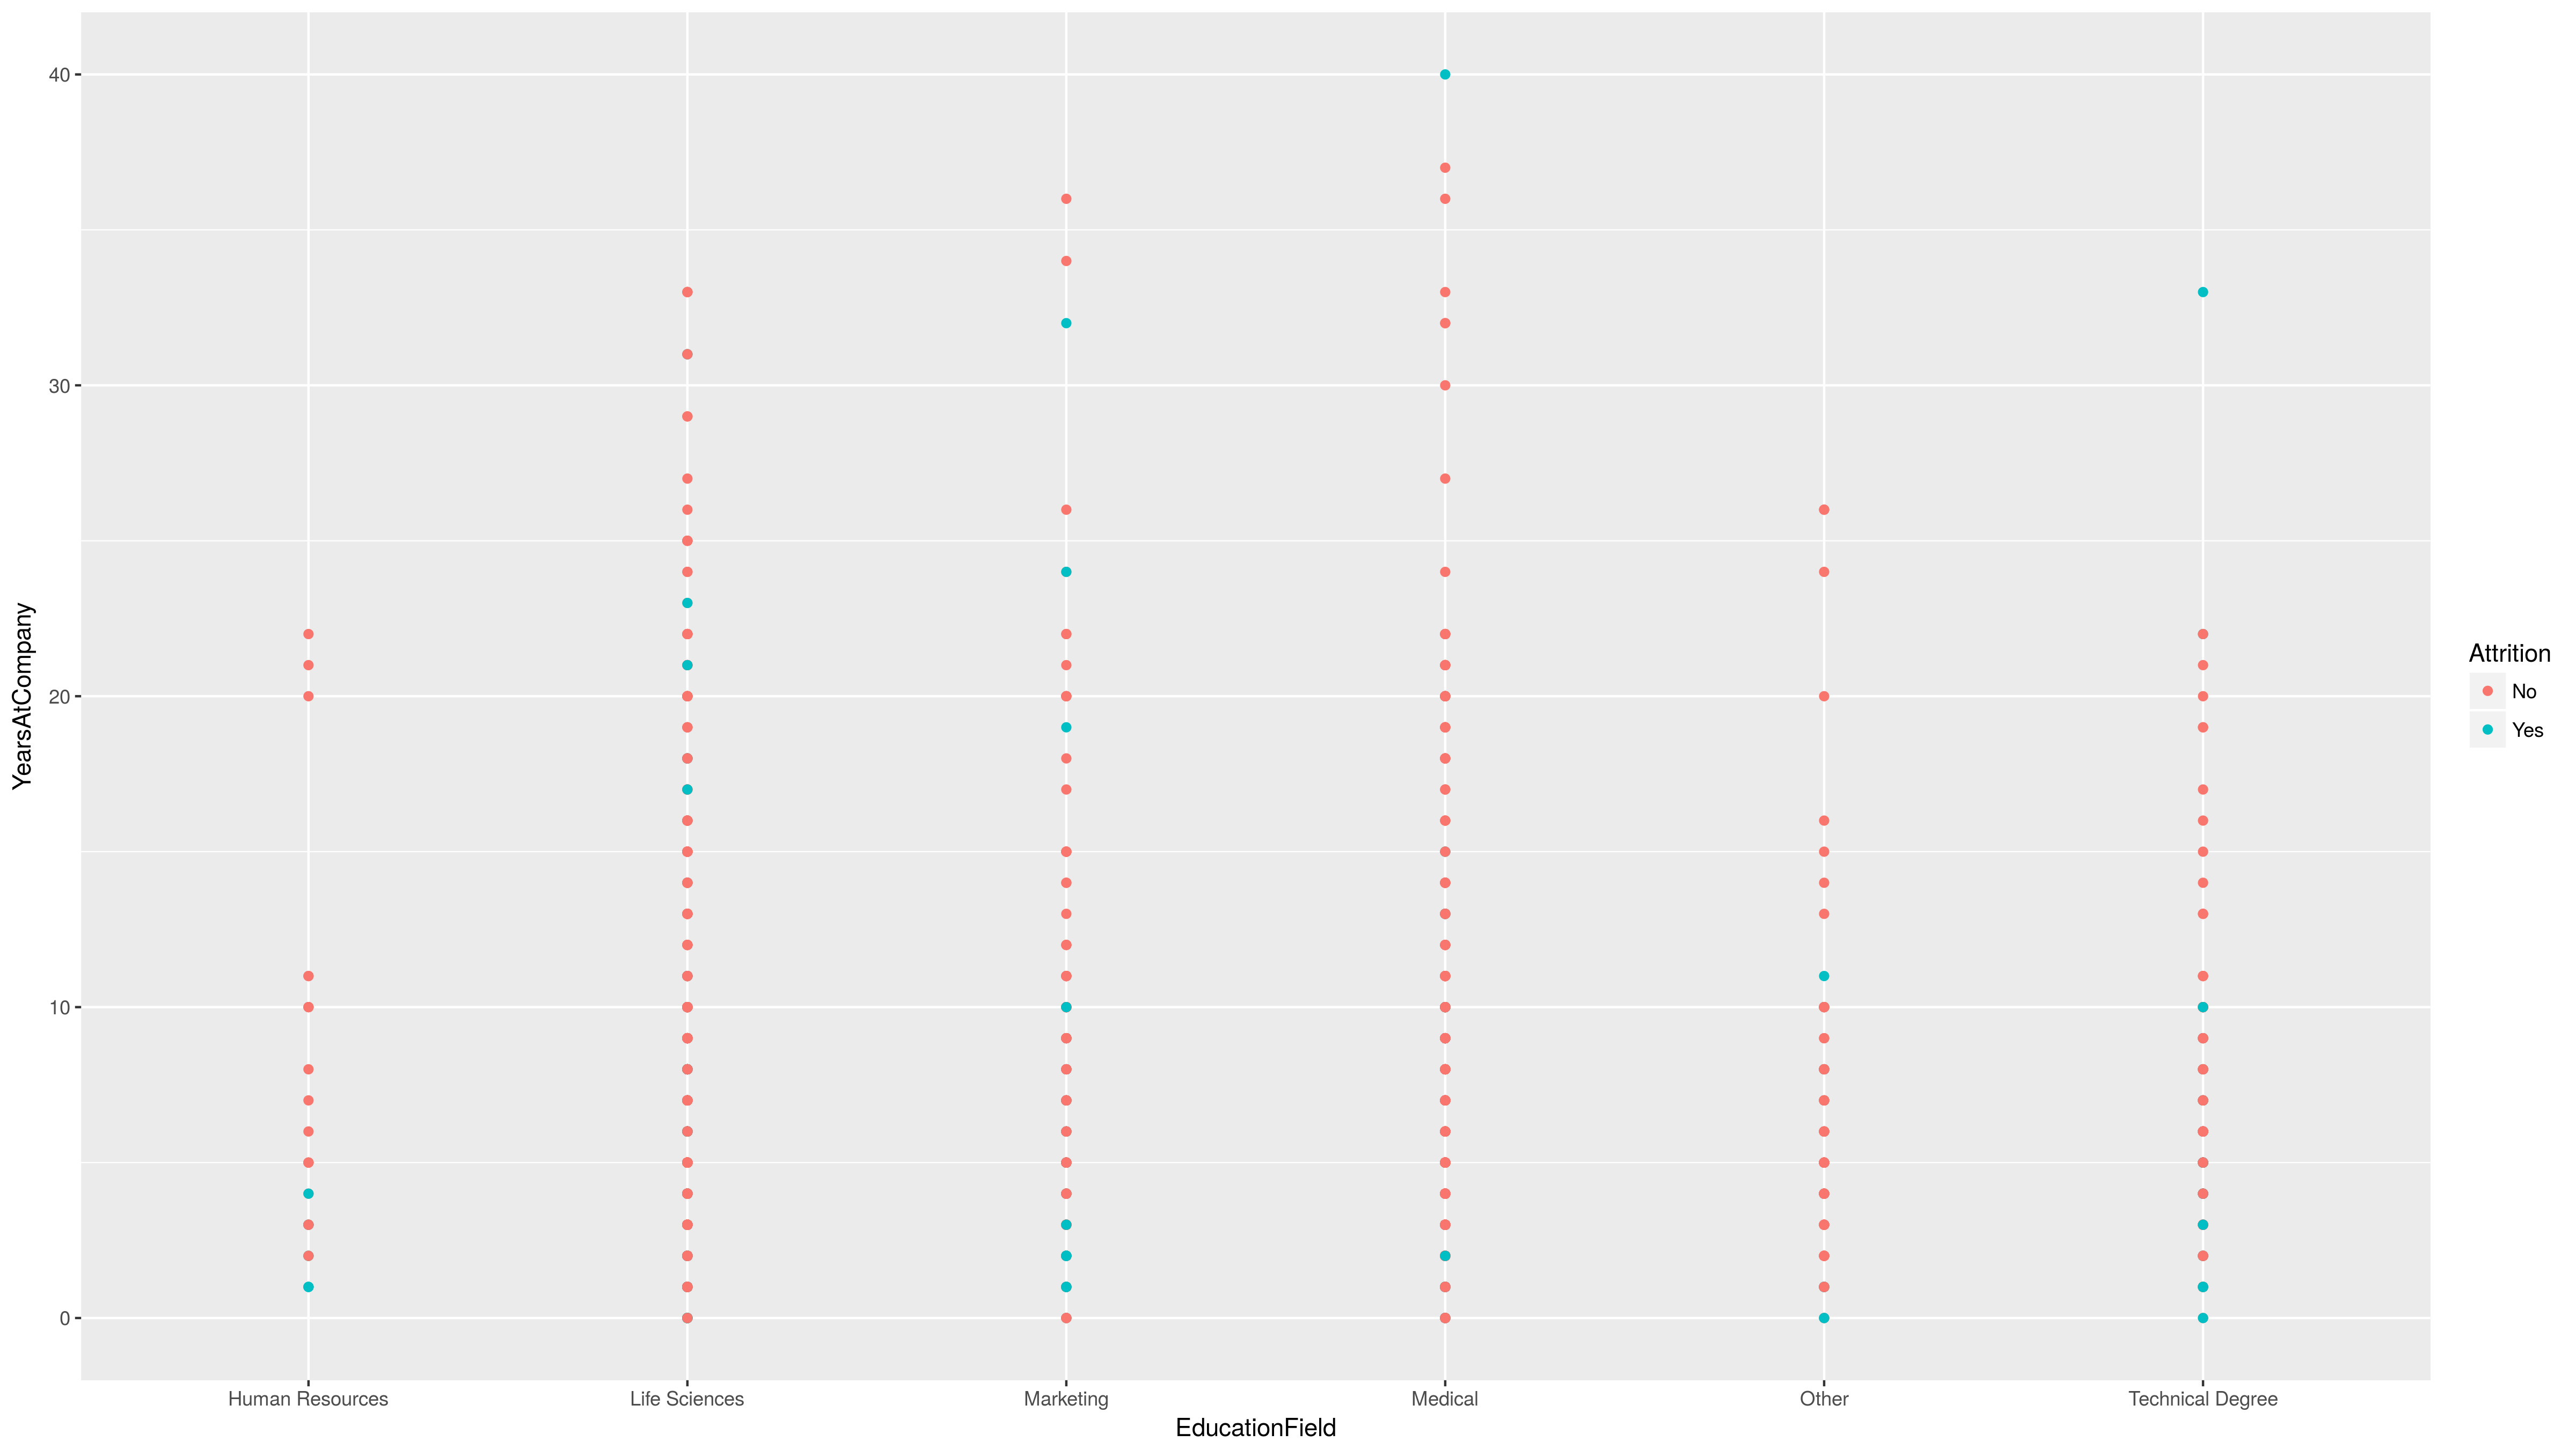 40
30
20
10
0
YearsAtCompany
Human Resources
Life Sciences
Marketing
Medical
Other
Technical Degree
EducationField
Attrition
No
Yes